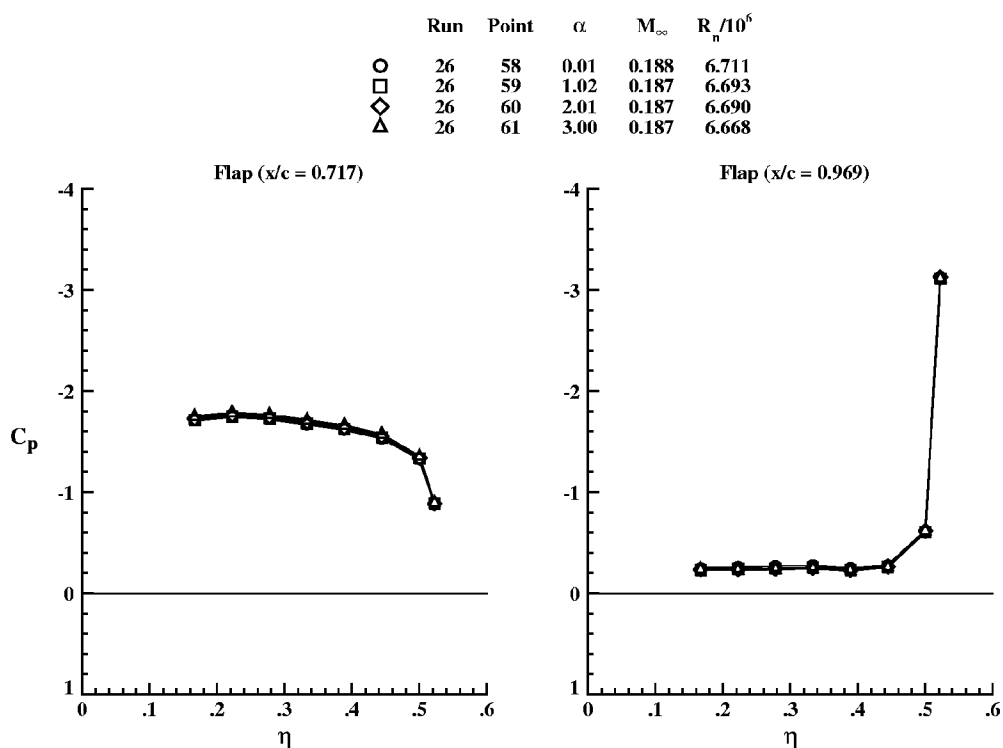 Run Point α M∞ Rn/10⁶
26 58 0.01 0.188 6.711
26 59 1.02 0.187 6.693
26 60 2.01 0.187 6.690
26 61 3.00 0.187 6.668
Flap (x/c = 0.717)
-4
-3
-2
-1
0
1
Cp
0 .1 .2 .3 .4 .5 .6
η
Flap (x/c = 0.969)
-4
-3
-2
-1
0
1
0 .1 .2 .3 .4 .5 .6
η